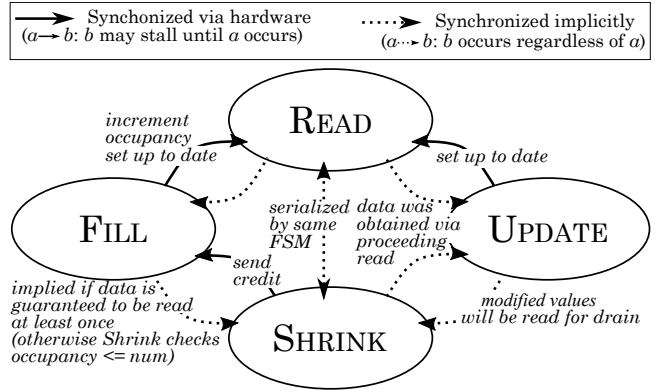 Synchonized via hardware
(a→ b: b may stall until a occurs)
Synchronized implicitly
(a⋯› b: b occurs regardless of a)
READ
increment
occupancy
set up to date
set up to date
FILL
serialized
by same
FSM
data was
obtained via
proceeding
read
UPDATE
send
credit
implied if data is
guaranteed to be read
at least once
(otherwise Shrink checks
occupancy <= num)
SHRINK
modified values
will be read for drain